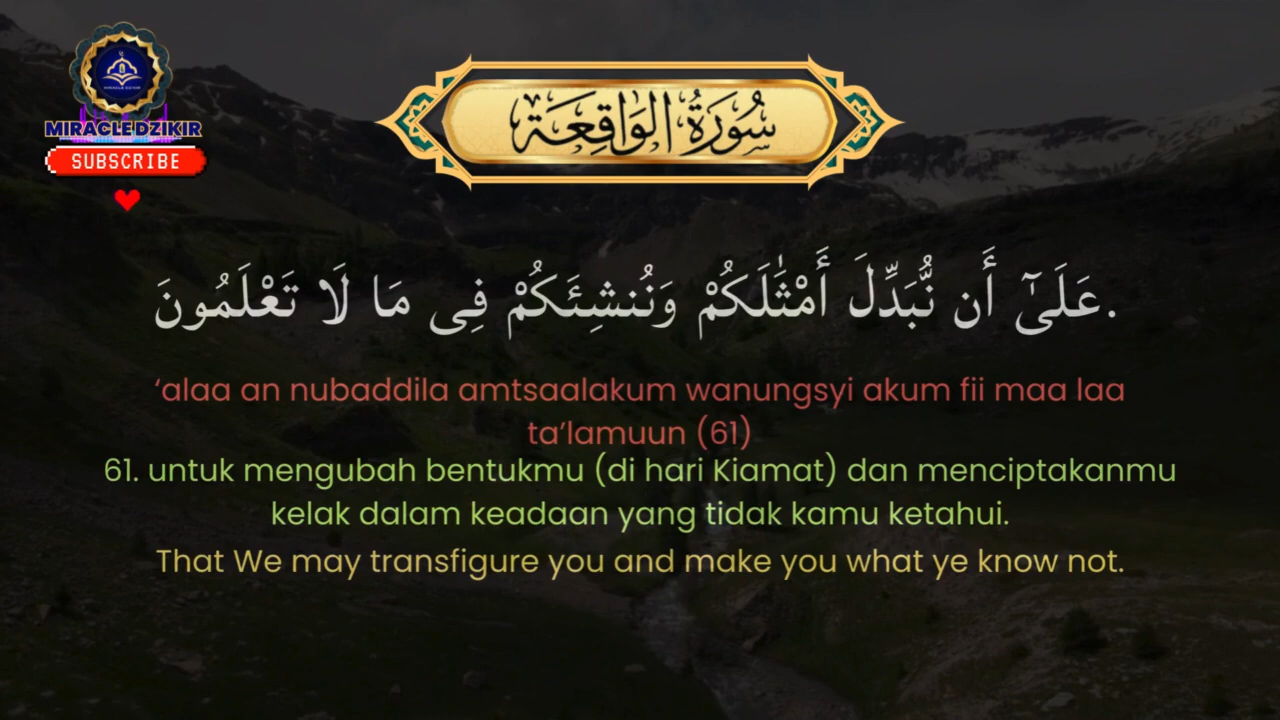 MIRACLE DZIKIR
MIRACLEDZIKIR
SUBSCRIBE
سُورَةُ الْوَاقِعَة
عَلَىٰٓ أَن نُّبَدِّلَ أَمْثَٰلَكُمْ وَنُنشِئَكُمْ فِى مَا لَا تَعْلَمُونَ.
‘alaa an nubaddila amtsaalakum wanungsyi akum fii maa laa
ta’lamuun (61)
61. untuk mengubah bentukmu (di hari Kiamat) dan menciptakanmu
kelak dalam keadaan yang tidak kamu ketahui.
That We may transfigure you and make you what ye know not.